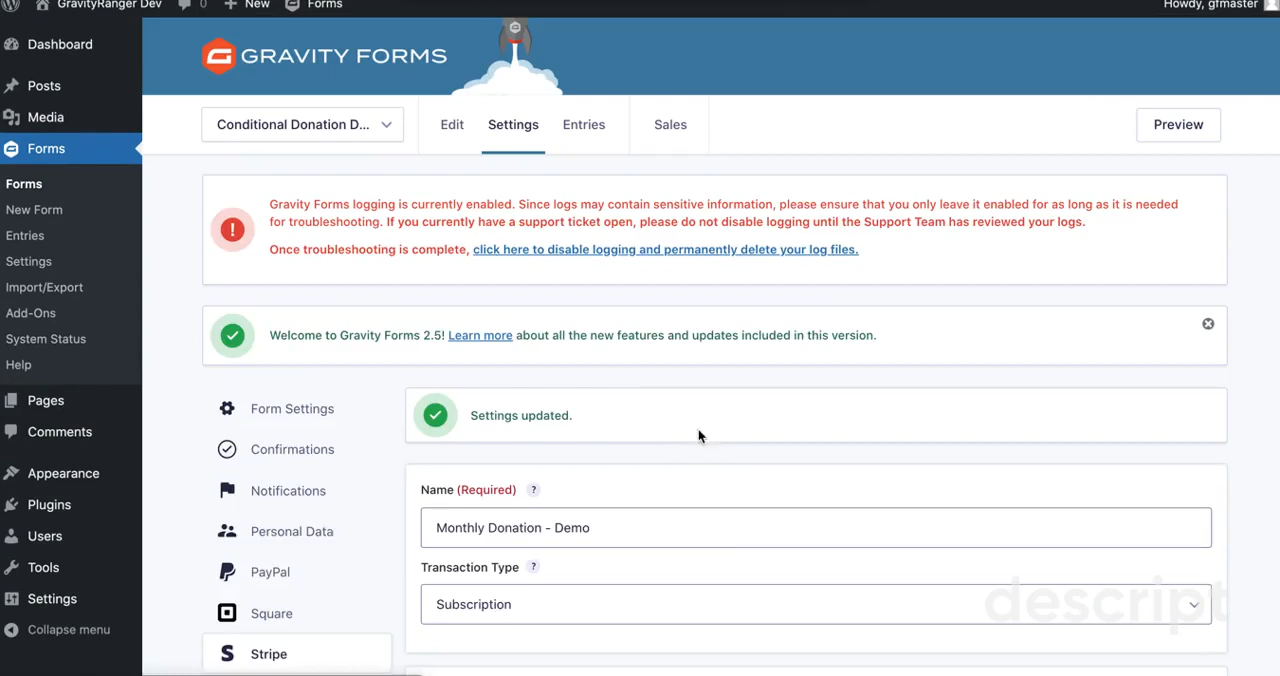 GravityRanger Dev 0 New Forms Howdy, gfmaster
GRAVITY FORMS
Conditional Donation D... Edit Settings Entries Sales Preview
Dashboard
Posts
Media
Forms
Forms
New Form
Entries
Settings
Import/Export
Add-Ons
System Status
Help
Pages
Comments
Appearance
Plugins
Users
Tools
Settings
Collapse menu
Gravity Forms logging is currently enabled. Since logs may contain sensitive information, please ensure that you only leave it enabled for as long as it is needed
for troubleshooting. If you currently have a support ticket open, please do not disable logging until the Support Team has reviewed your logs.
Once troubleshooting is complete, click here to disable logging and permanently delete your log files.
Welcome to Gravity Forms 2.5! Learn more about all the new features and updates included in this version.
Form Settings
Confirmations
Notifications
Personal Data
PayPal
Square
Stripe
Settings updated.
Name (Required) ?
Monthly Donation - Demo
Transaction Type ?
Subscription
descript